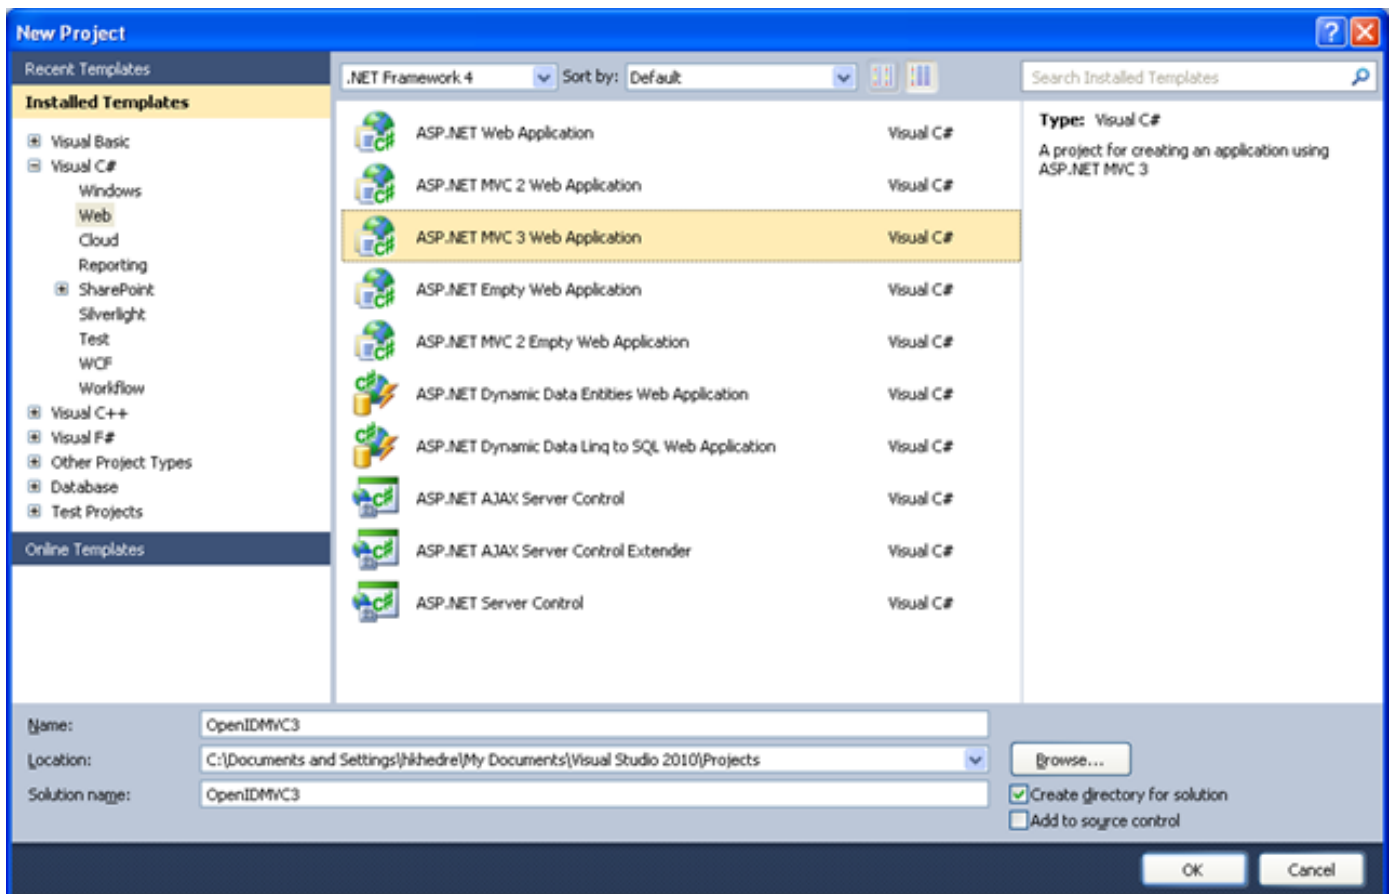 New Project
Recent Templates
Installed Templates
Visual Basic
Visual C#
Windows
Web
Cloud
Reporting
SharePoint
Silverlight
Test
WCF
Workflow
Visual C++
Visual F#
Other Project Types
Database
Test Projects
Online Templates
.NET Framework 4 Sort by: Default
ASP.NET Web Application Visual C#
ASP.NET MVC 2 Web Application Visual C#
ASP.NET MVC 3 Web Application Visual C#
ASP.NET Empty Web Application Visual C#
ASP.NET MVC 2 Empty Web Application Visual C#
ASP.NET Dynamic Data Entities Web Application Visual C#
ASP.NET Dynamic Data Linq to SQL Web Application Visual C#
ASP.NET AJAX Server Control Visual C#
ASP.NET AJAX Server Control Extender Visual C#
ASP.NET Server Control Visual C#
Search Installed Templates
Type: Visual C#
A project for creating an application using
ASP.NET MVC 3
Name: OpenIDMVC3
Location: C:\Documents and Settings\hkhedre\My Documents\Visual Studio 2010\Projects
Browse...
Solution name: OpenIDMVC3
Create directory for solution
Add to source control
OK Cancel